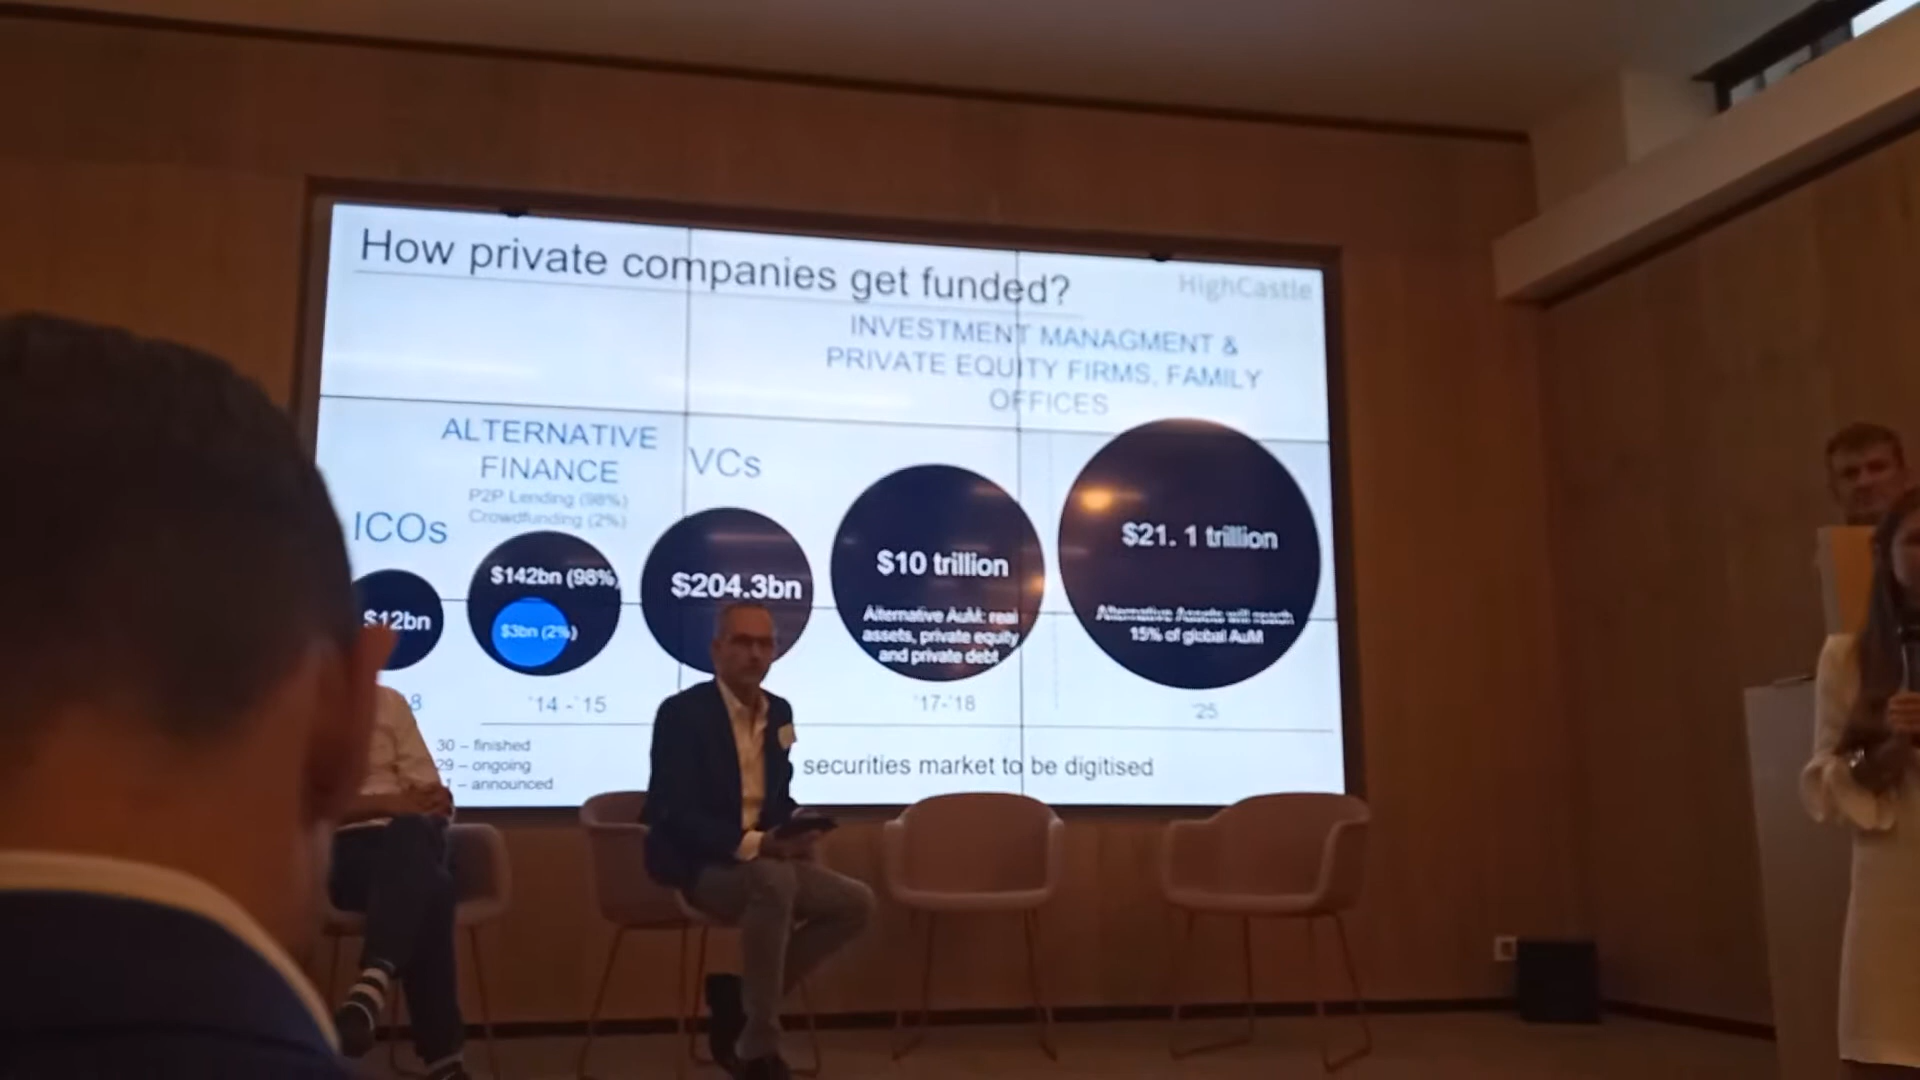 How private companies get funded?
HighCastle
INVESTMENT MANAGMENT &
PRIVATE EQUITY FIRMS, FAMILY
OFFICES
ALTERNATIVE
FINANCE
P2P Lending (98%)
Crowdfunding (2%)
VCs
ICOs
$12bn
$142bn (98%)
$3bn (2%)
$204.3bn
$10 trillion
Alternative AuM: real
assets, private equity
and private debt
$21. 1 trillion
Alternative Assets will reach
15% of global AuM
8
'14 -'15
'17-'18
'25
30 – finished
29 – ongoing
– announced
securities market to be digitised